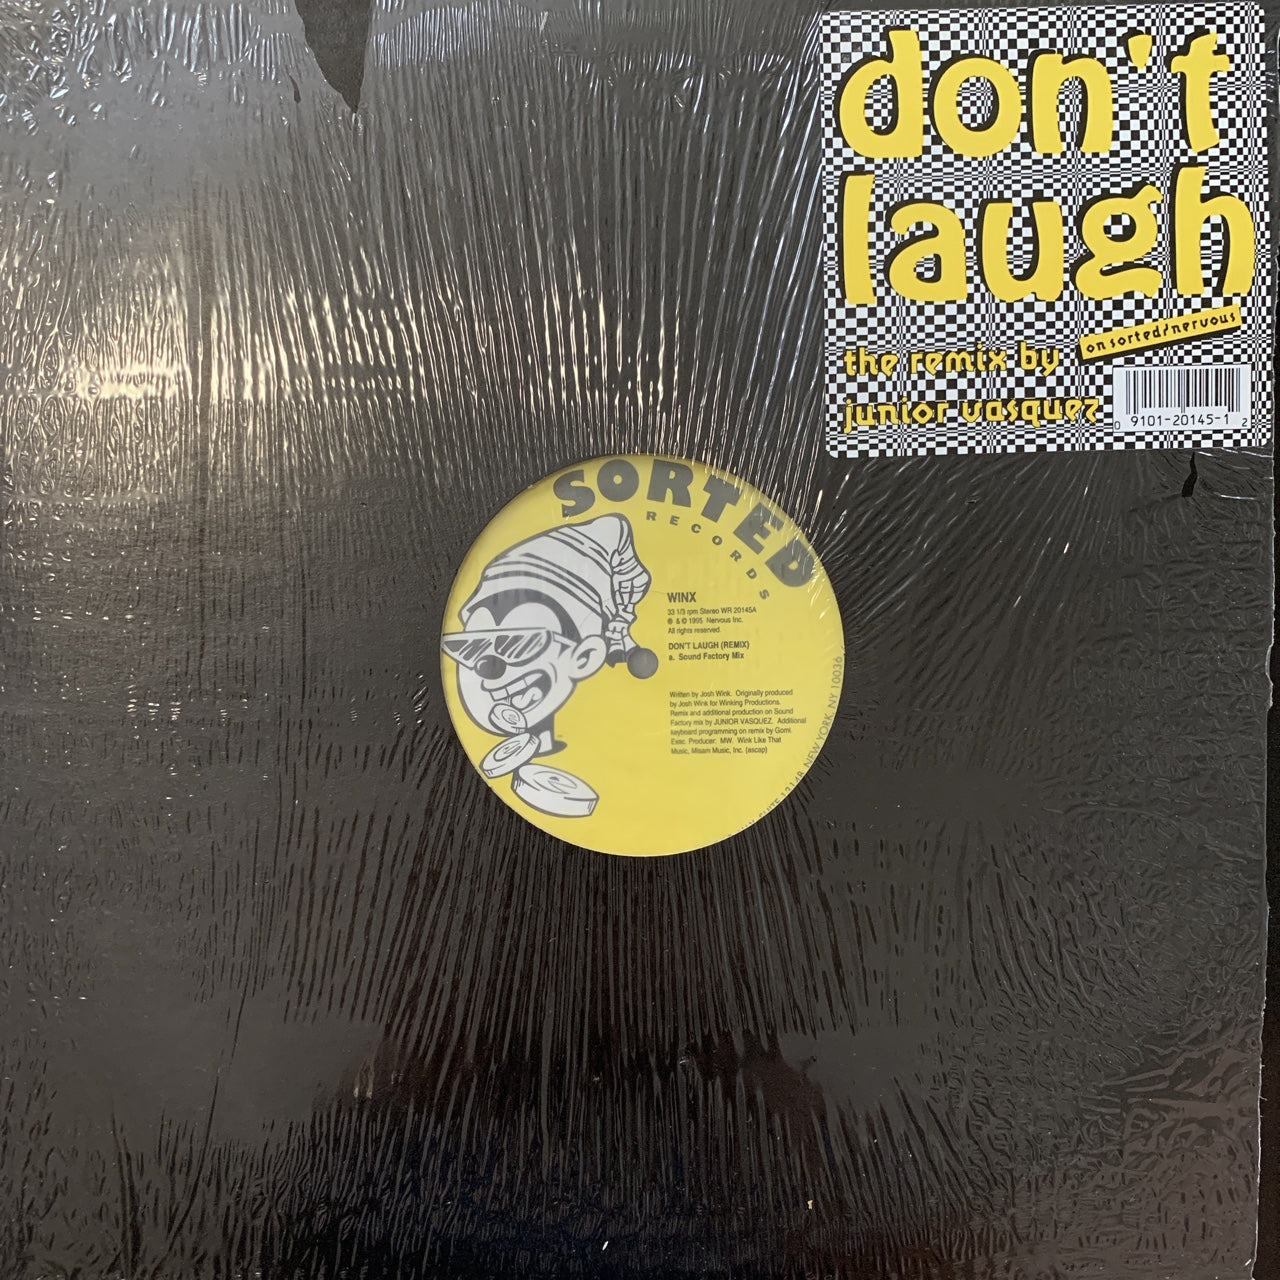 don't
laugh
on sorted/nervous
the remix by
junior vasquez
0 9101-20145-1 2
SORTED
RECORDS
WINX
33 1/3 rpm Stereo WR 20145A
℗ & © 1995 Nervous Inc.
All rights reserved.
DON'T LAUGH (REMIX)
a. Sound Factory Mix
Written by Josh Wink. Originally produced
by Josh Wink for Winking Productions.
Remix and additional production on Sound
Factory mix by JUNIOR VASQUEZ. Additional
keyboard programming on remix by Gomi.
Exec. Producer: MW. Wink Like That
Music, Misam Music, Inc. (ascap)
SUITE 1314B NEW YORK, NY 10036